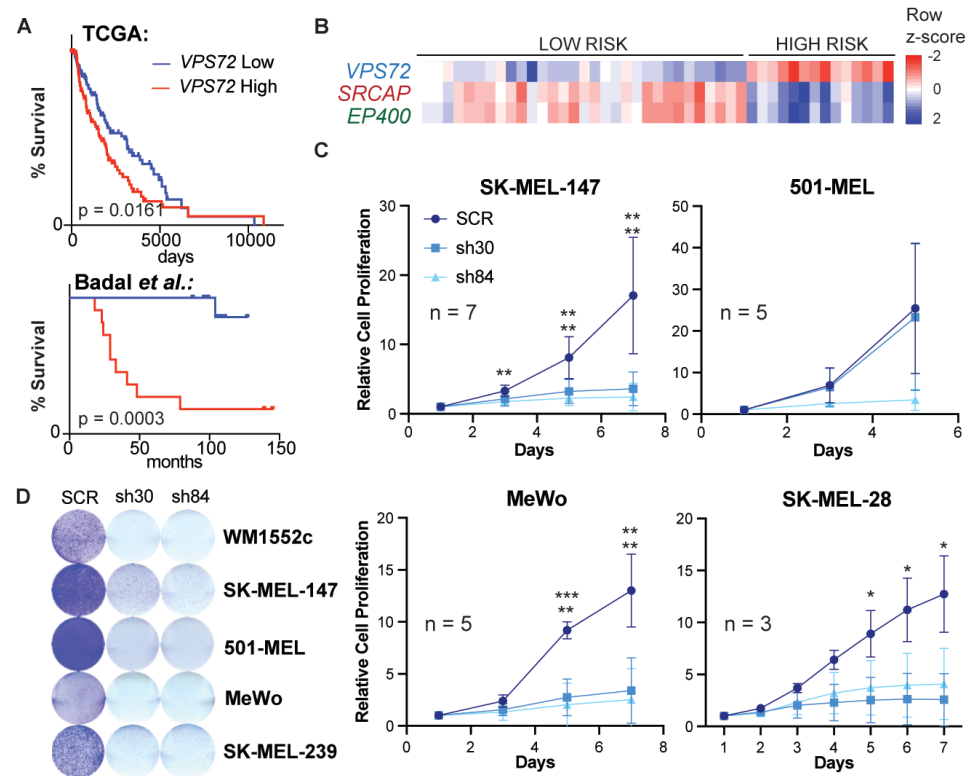 A
TCGA:
VPS72 Low
VPS72 High
% Survival
0
p = 0.0161
0 5000 10000
days
Badal et al.:
% Survival
0
p = 0.0003
0 50 100 150
months
B
LOW RISK HIGH RISK
Row
z-score
VPS72
SRCAP
EP400
-2
0
2
C
SK-MEL-147
Relative Cell Proliferation
30
20
10
0
SCR
sh30
sh84
n = 7
**
**
**
**
**
0 2 4 6 8
Days
501-MEL
50
40
30
20
10
0
n = 5
0 2 4 6
Days
MeWo
Relative Cell Proliferation
20
15
10
5
0
n = 5
***
**
**
**
0 2 4 6 8
Days
SK-MEL-28
20
15
10
5
0
n = 3
* * *
1 2 3 4 5 6 7
Days
D
SCR sh30 sh84
WM1552c
SK-MEL-147
501-MEL
MeWo
SK-MEL-239